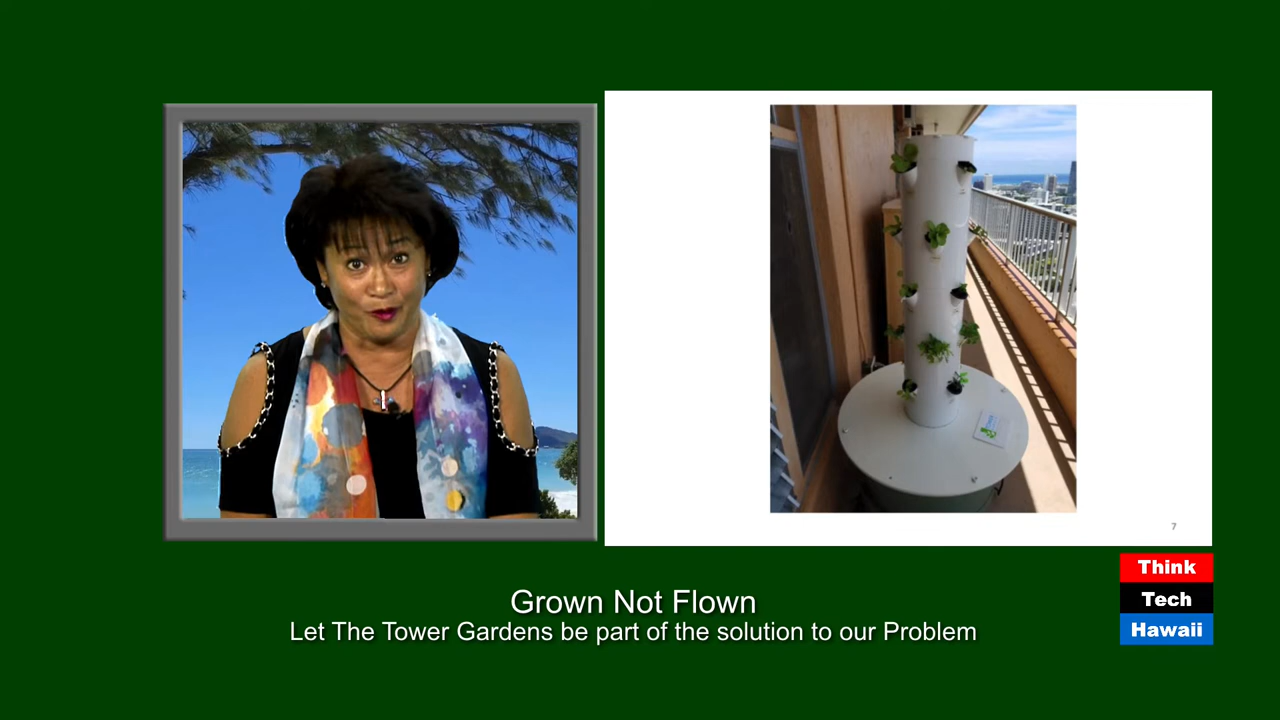 7
Grown Not Flown
Let The Tower Gardens be part of the solution to our Problem
Think
Tech
Hawaii